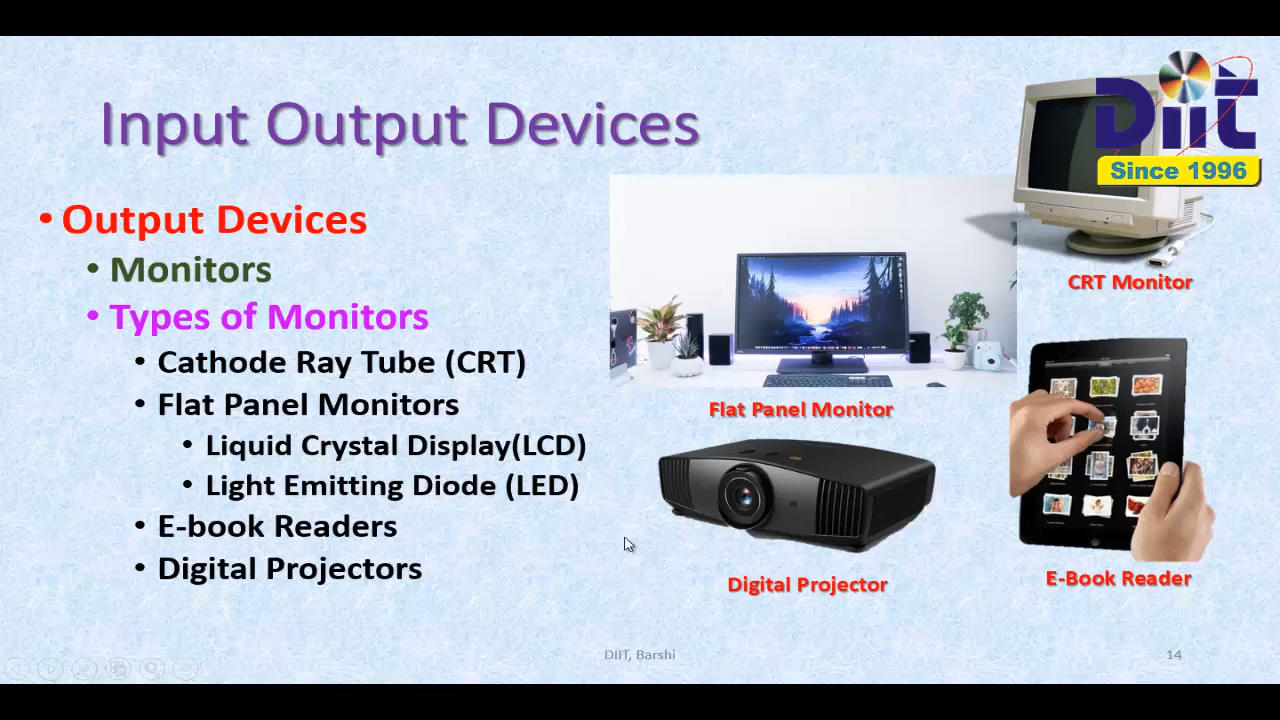 Input Output Devices
Diit
Since 1996
• Output Devices
• Monitors
• Types of Monitors
• Cathode Ray Tube (CRT)
• Flat Panel Monitors
• Liquid Crystal Display(LCD)
• Light Emitting Diode (LED)
• E-book Readers
• Digital Projectors
CRT Monitor
Flat Panel Monitor
Digital Projector
E-Book Reader
DIIT, Barshi
14